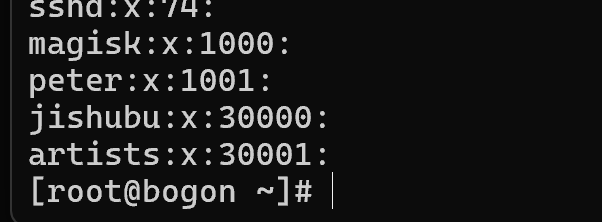 sshd:x:74:
magisk:x:1000:
peter:x:1001:
jishubu:x:30000:
artists:x:30001:
[root@bogon ~]#